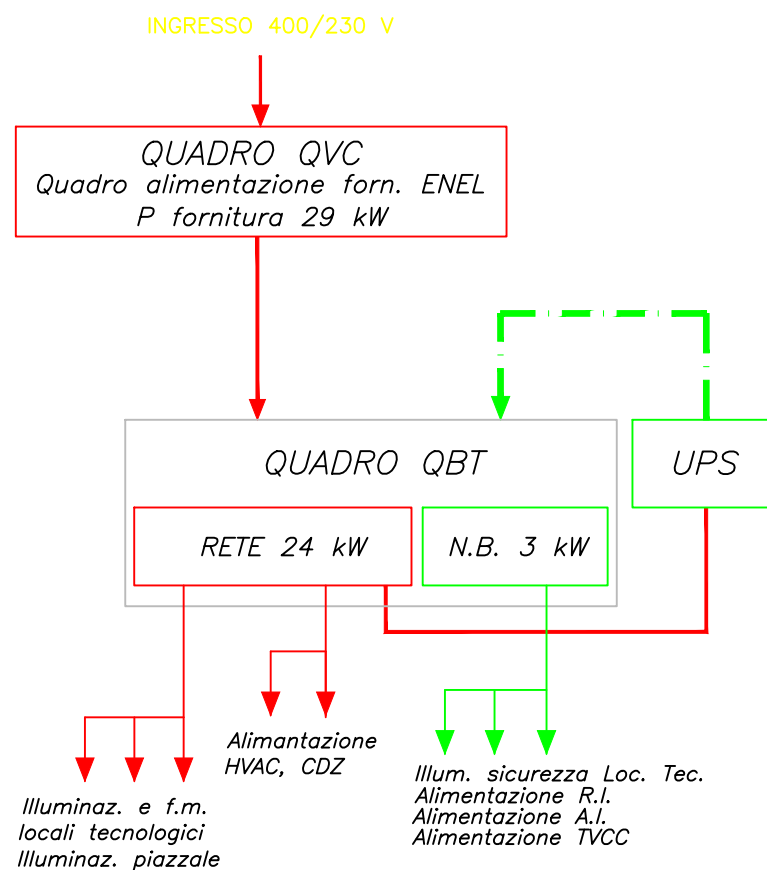 INGRESSO 400/230 V
QUADRO QVC
Quadro alimentazione forn. ENEL
P fornitura 29 kW
QUADRO QBT
UPS
RETE 24 kW
N.B. 3 kW
Alimantazione
HVAC, CDZ
Illum. sicurezza Loc. Tec.
Alimentazione R.I.
Alimentazione A.I.
Alimentazione TVCC
Illuminaz. e f.m.
locali tecnologici
Illuminaz. piazzale